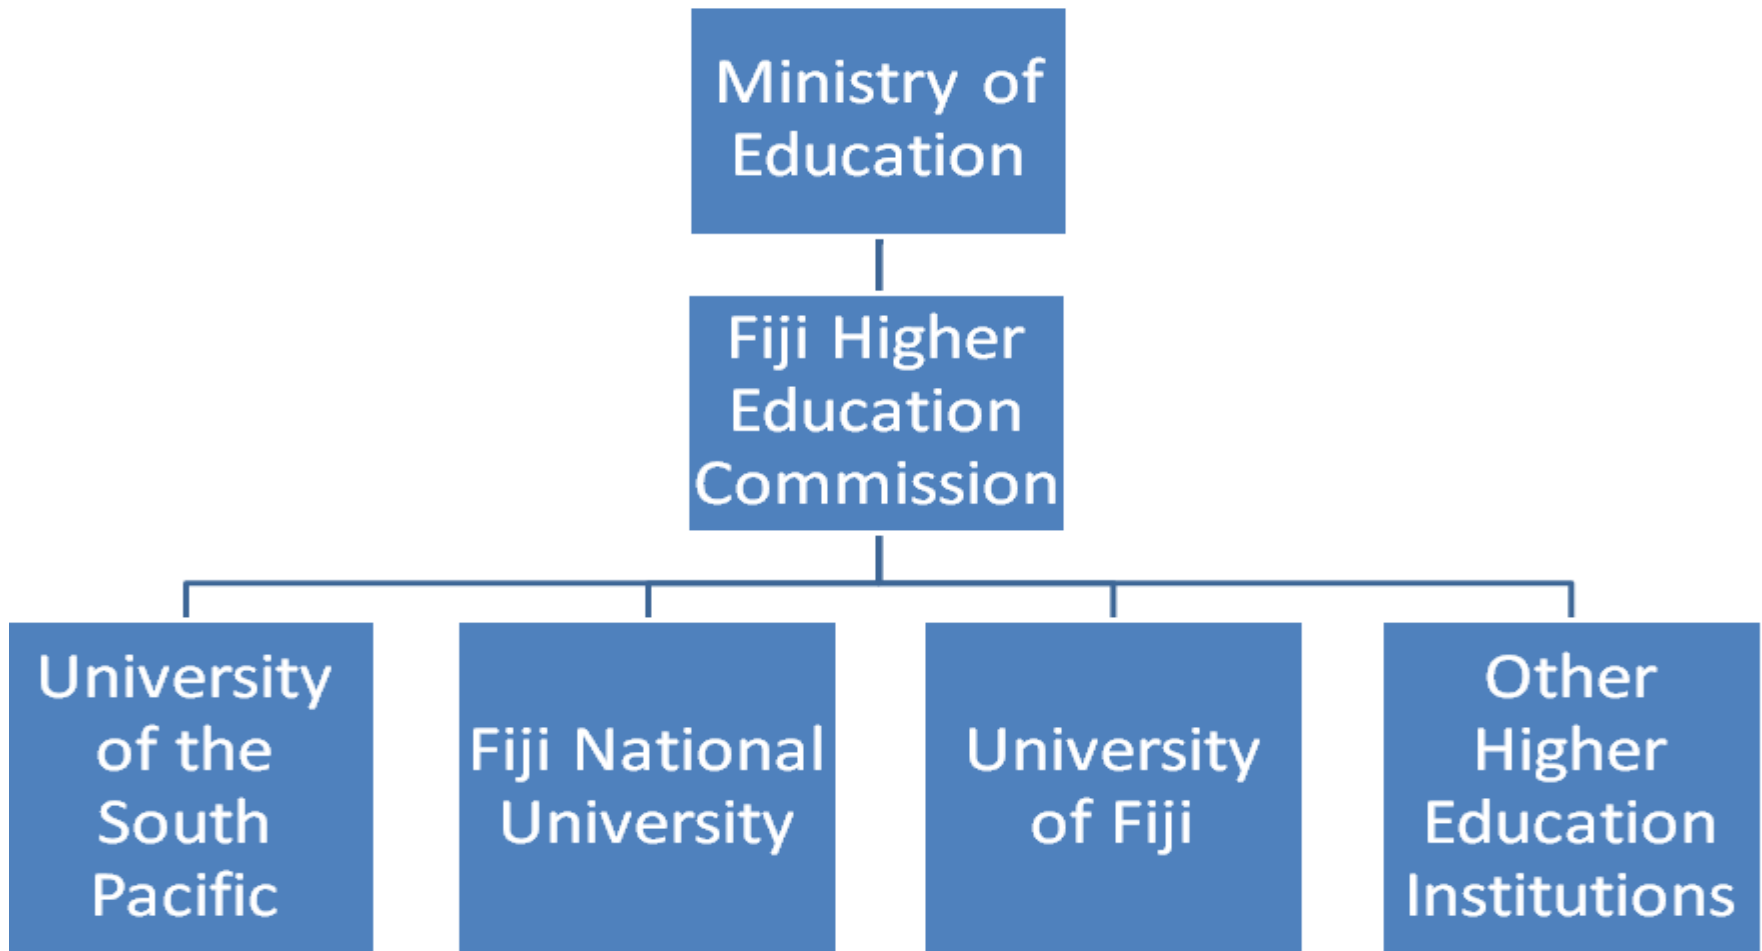 Ministry of
Education
Fiji Higher
Education
Commission
University
of the
South
Pacific
Fiji National
University
University
of Fiji
Other
Higher
Education
Institutions